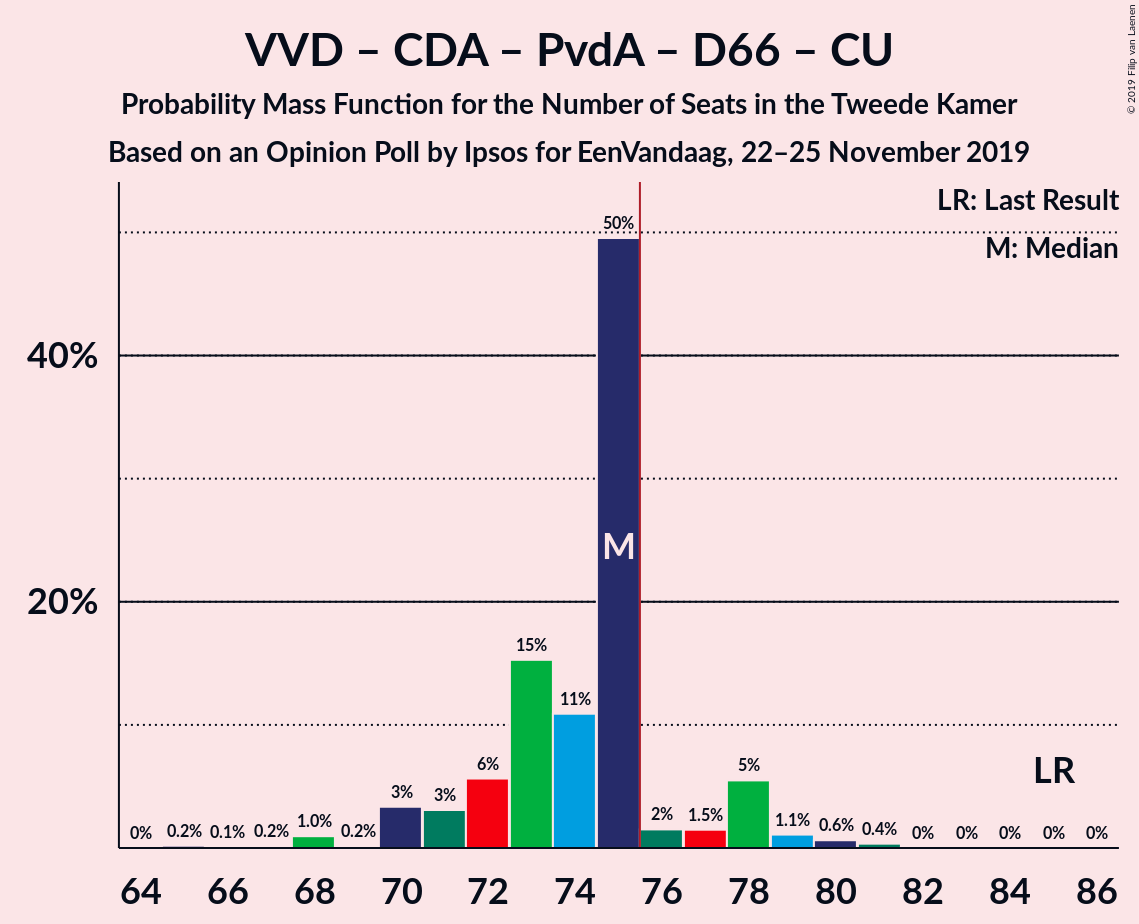 VVD – CDA – PvdA – D66 – CU
Probability Mass Function for the Number of Seats in the Tweede Kamer
Based on an Opinion Poll by Ipsos for EenVandaag, 22–25 November 2019
© 2019 Filip van Laenen
LR: Last Result
M: Median
40%
20%
0% 0.2% 0.1% 0.2% 1.0% 0.2% 3% 3% 6% 15% 11% 50% 2% 1.5% 5% 1.1% 0.6% 0.4% 0% 0% 0% 0% 0%
M
LR
64 66 68 70 72 74 76 78 80 82 84 86